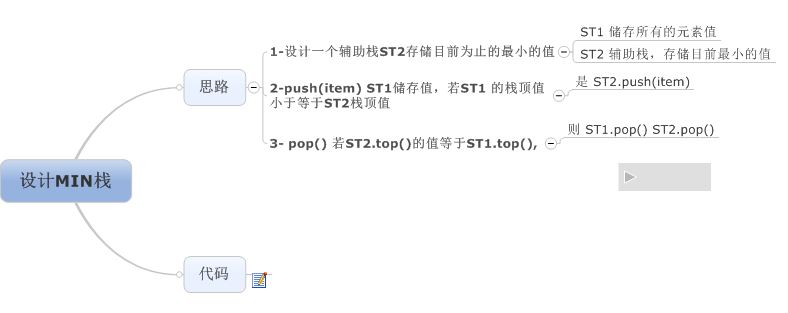 设计MIN栈
思路
1-设计一个辅助栈ST2存储目前为止的最小的值
ST1 储存所有的元素值
ST2 辅助栈，存储目前最小的值
2-push(item) ST1储存值，若ST1 的栈顶值
小于等于ST2栈顶值
是 ST2.push(item)
3- pop() 若ST2.top()的值等于ST1.top(),
则 ST1.pop() ST2.pop()
代码